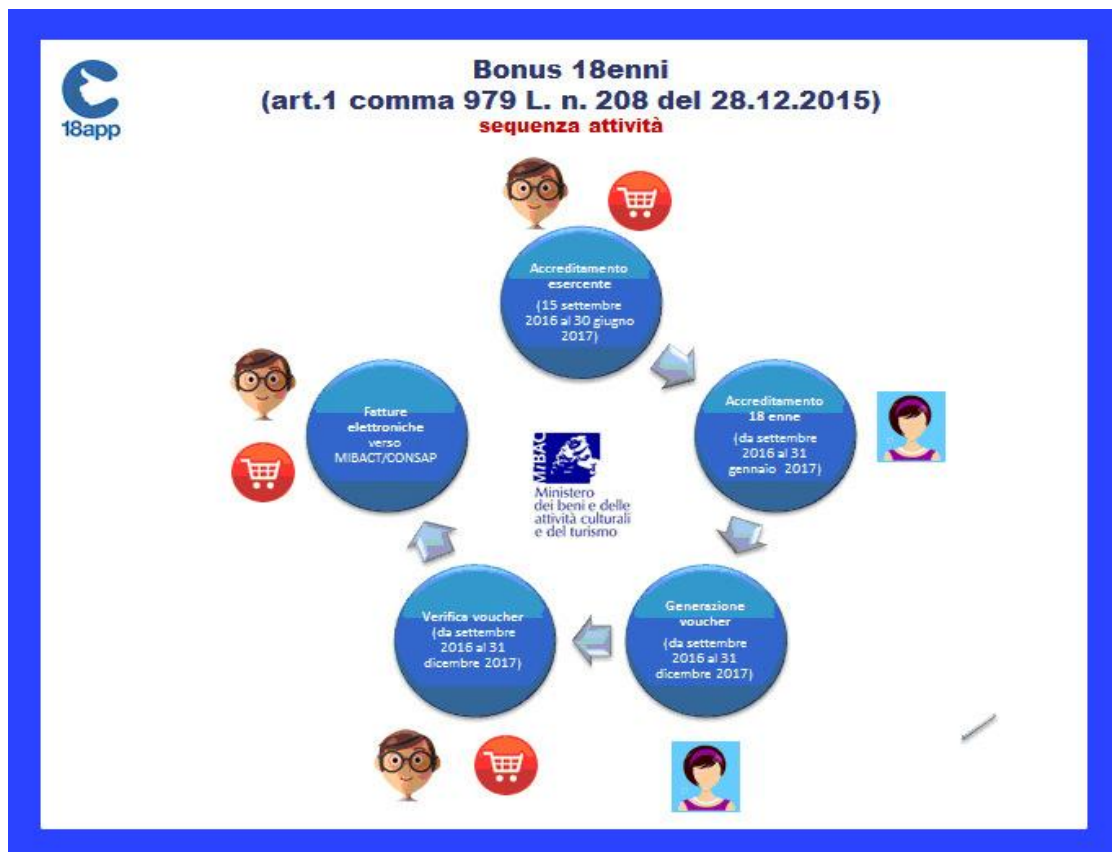 18app
Bonus 18enni
(art.1 comma 979 L. n. 208 del 28.12.2015)
sequenza attività
Accreditamento
esercente
(15 settembre
2016 al 30 giugno
2017)
Accreditamento
18 enne
(da settembre
2016 al 31
gennaio 2017)
Generazione
voucher
(da settembre
2016 al 31
dicembre 2017)
Verifica voucher
(da settembre
2016 al 31
dicembre 2017)
Fatture
elettroniche
verso
MIBACT/CONSAP
MiBAC
Ministero
dei beni e delle
attività culturali
e del turismo